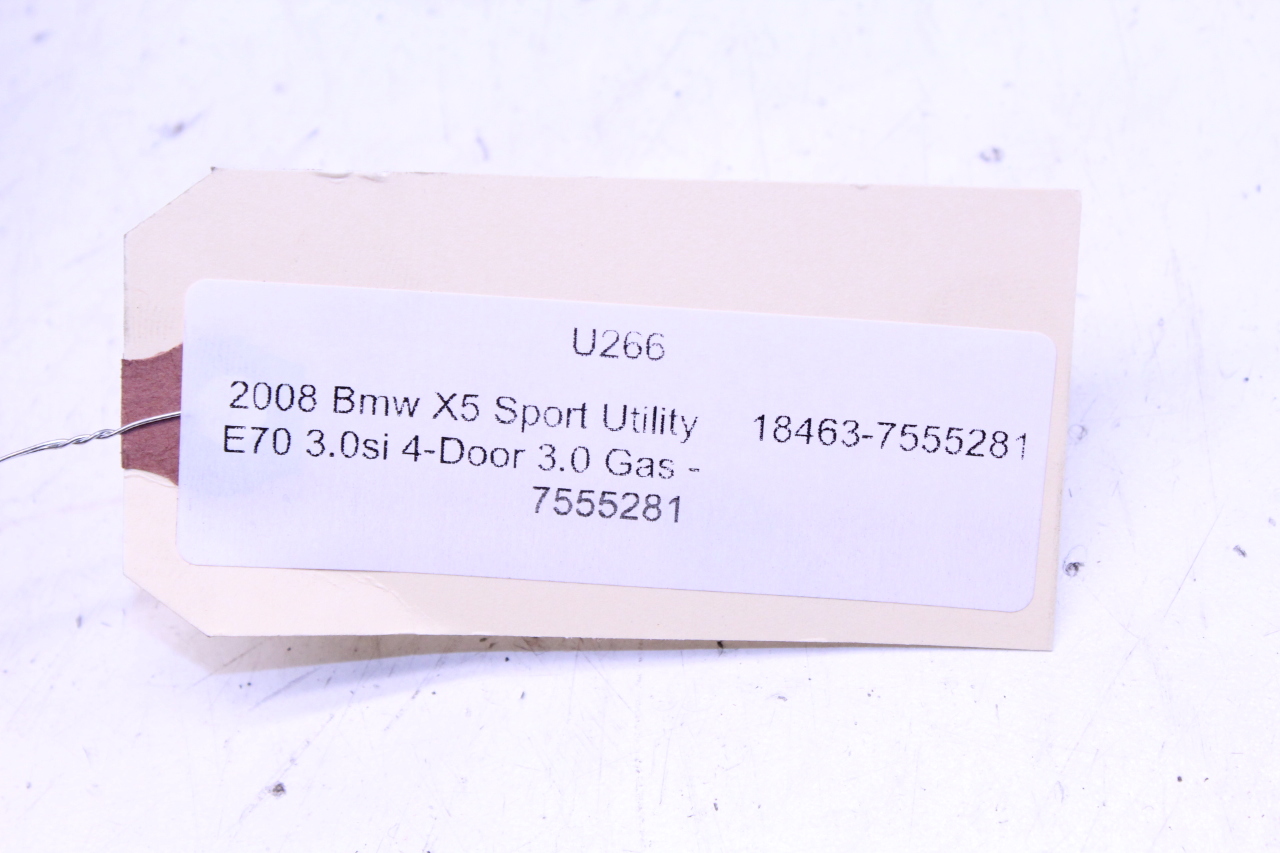 U266
2008 Bmw X5 Sport Utility 18463-7555281
E70 3.0si 4-Door 3.0 Gas -
7555281